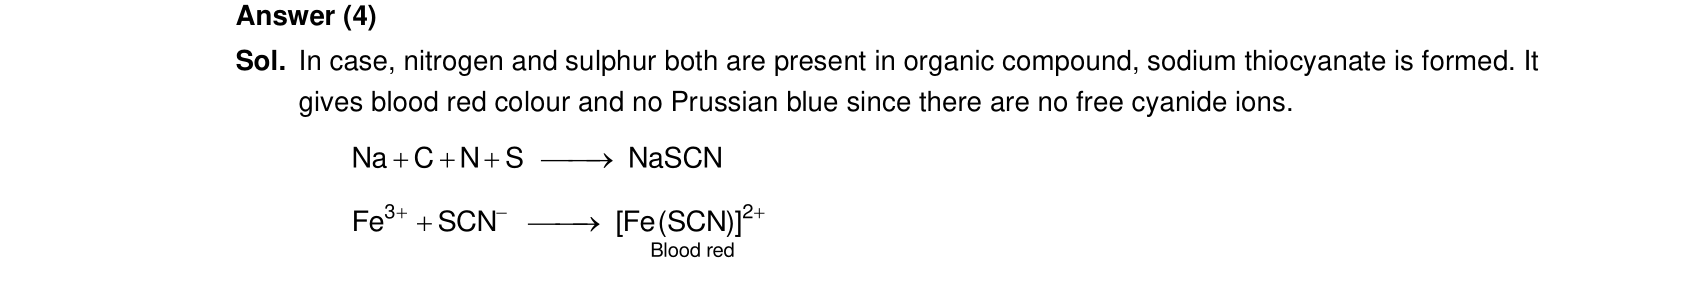 Answer (4)
Sol. In case, nitrogen and sulphur both are present in organic compound, sodium thiocyanate is formed. It
gives blood red colour and no Prussian blue since there are no free cyanide ions.
Na + C + N + S ⟶ NaSCN
Fe³⁺ + SCN⁻ ⟶ [Fe(SCN)]²⁺
Blood red